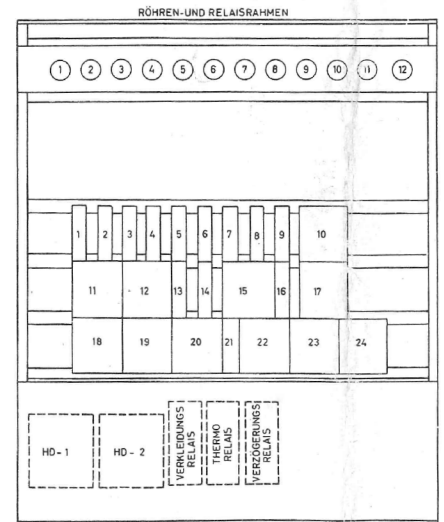 RÖHREN-UND RELAISRAHMEN
1 2 3 4 5 6 7 8 9 10 11 12
1 2 3 4 5 6 7 8 9 10
11 12 13 14 15 16 17
18 19 20 21 22 23 24
HD-1
HD-2
VERKLEIDUNGS
RELAIS
THERMO
RELAIS
VERZÖGERUNGS
RELAIS